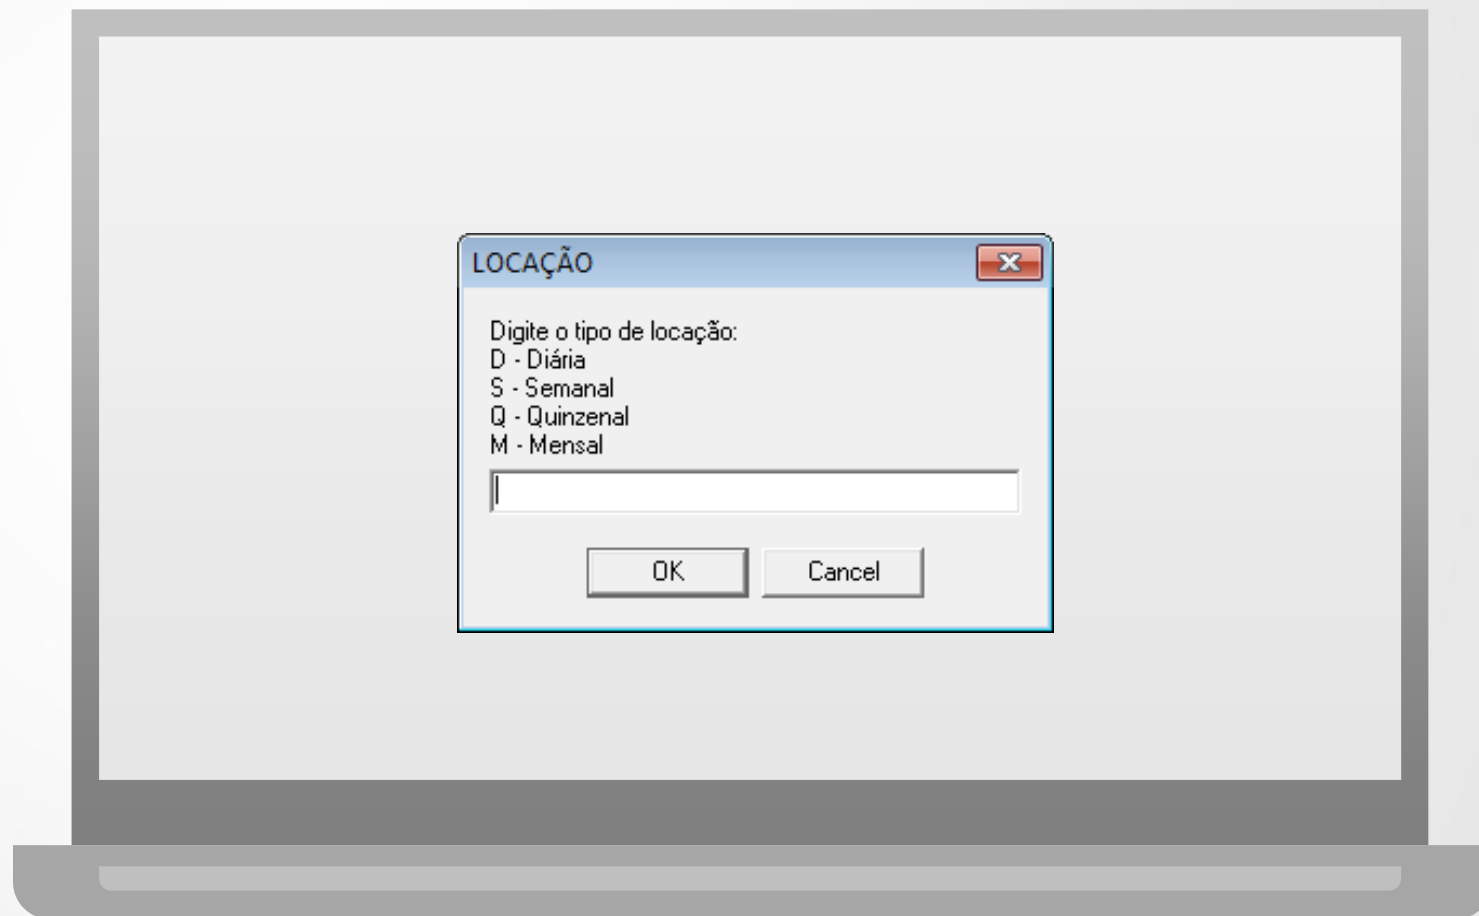 LOCAÇÃO
Digite o tipo de locação:
D - Diária
S - Semanal
Q - Quinzenal
M - Mensal
OK Cancel